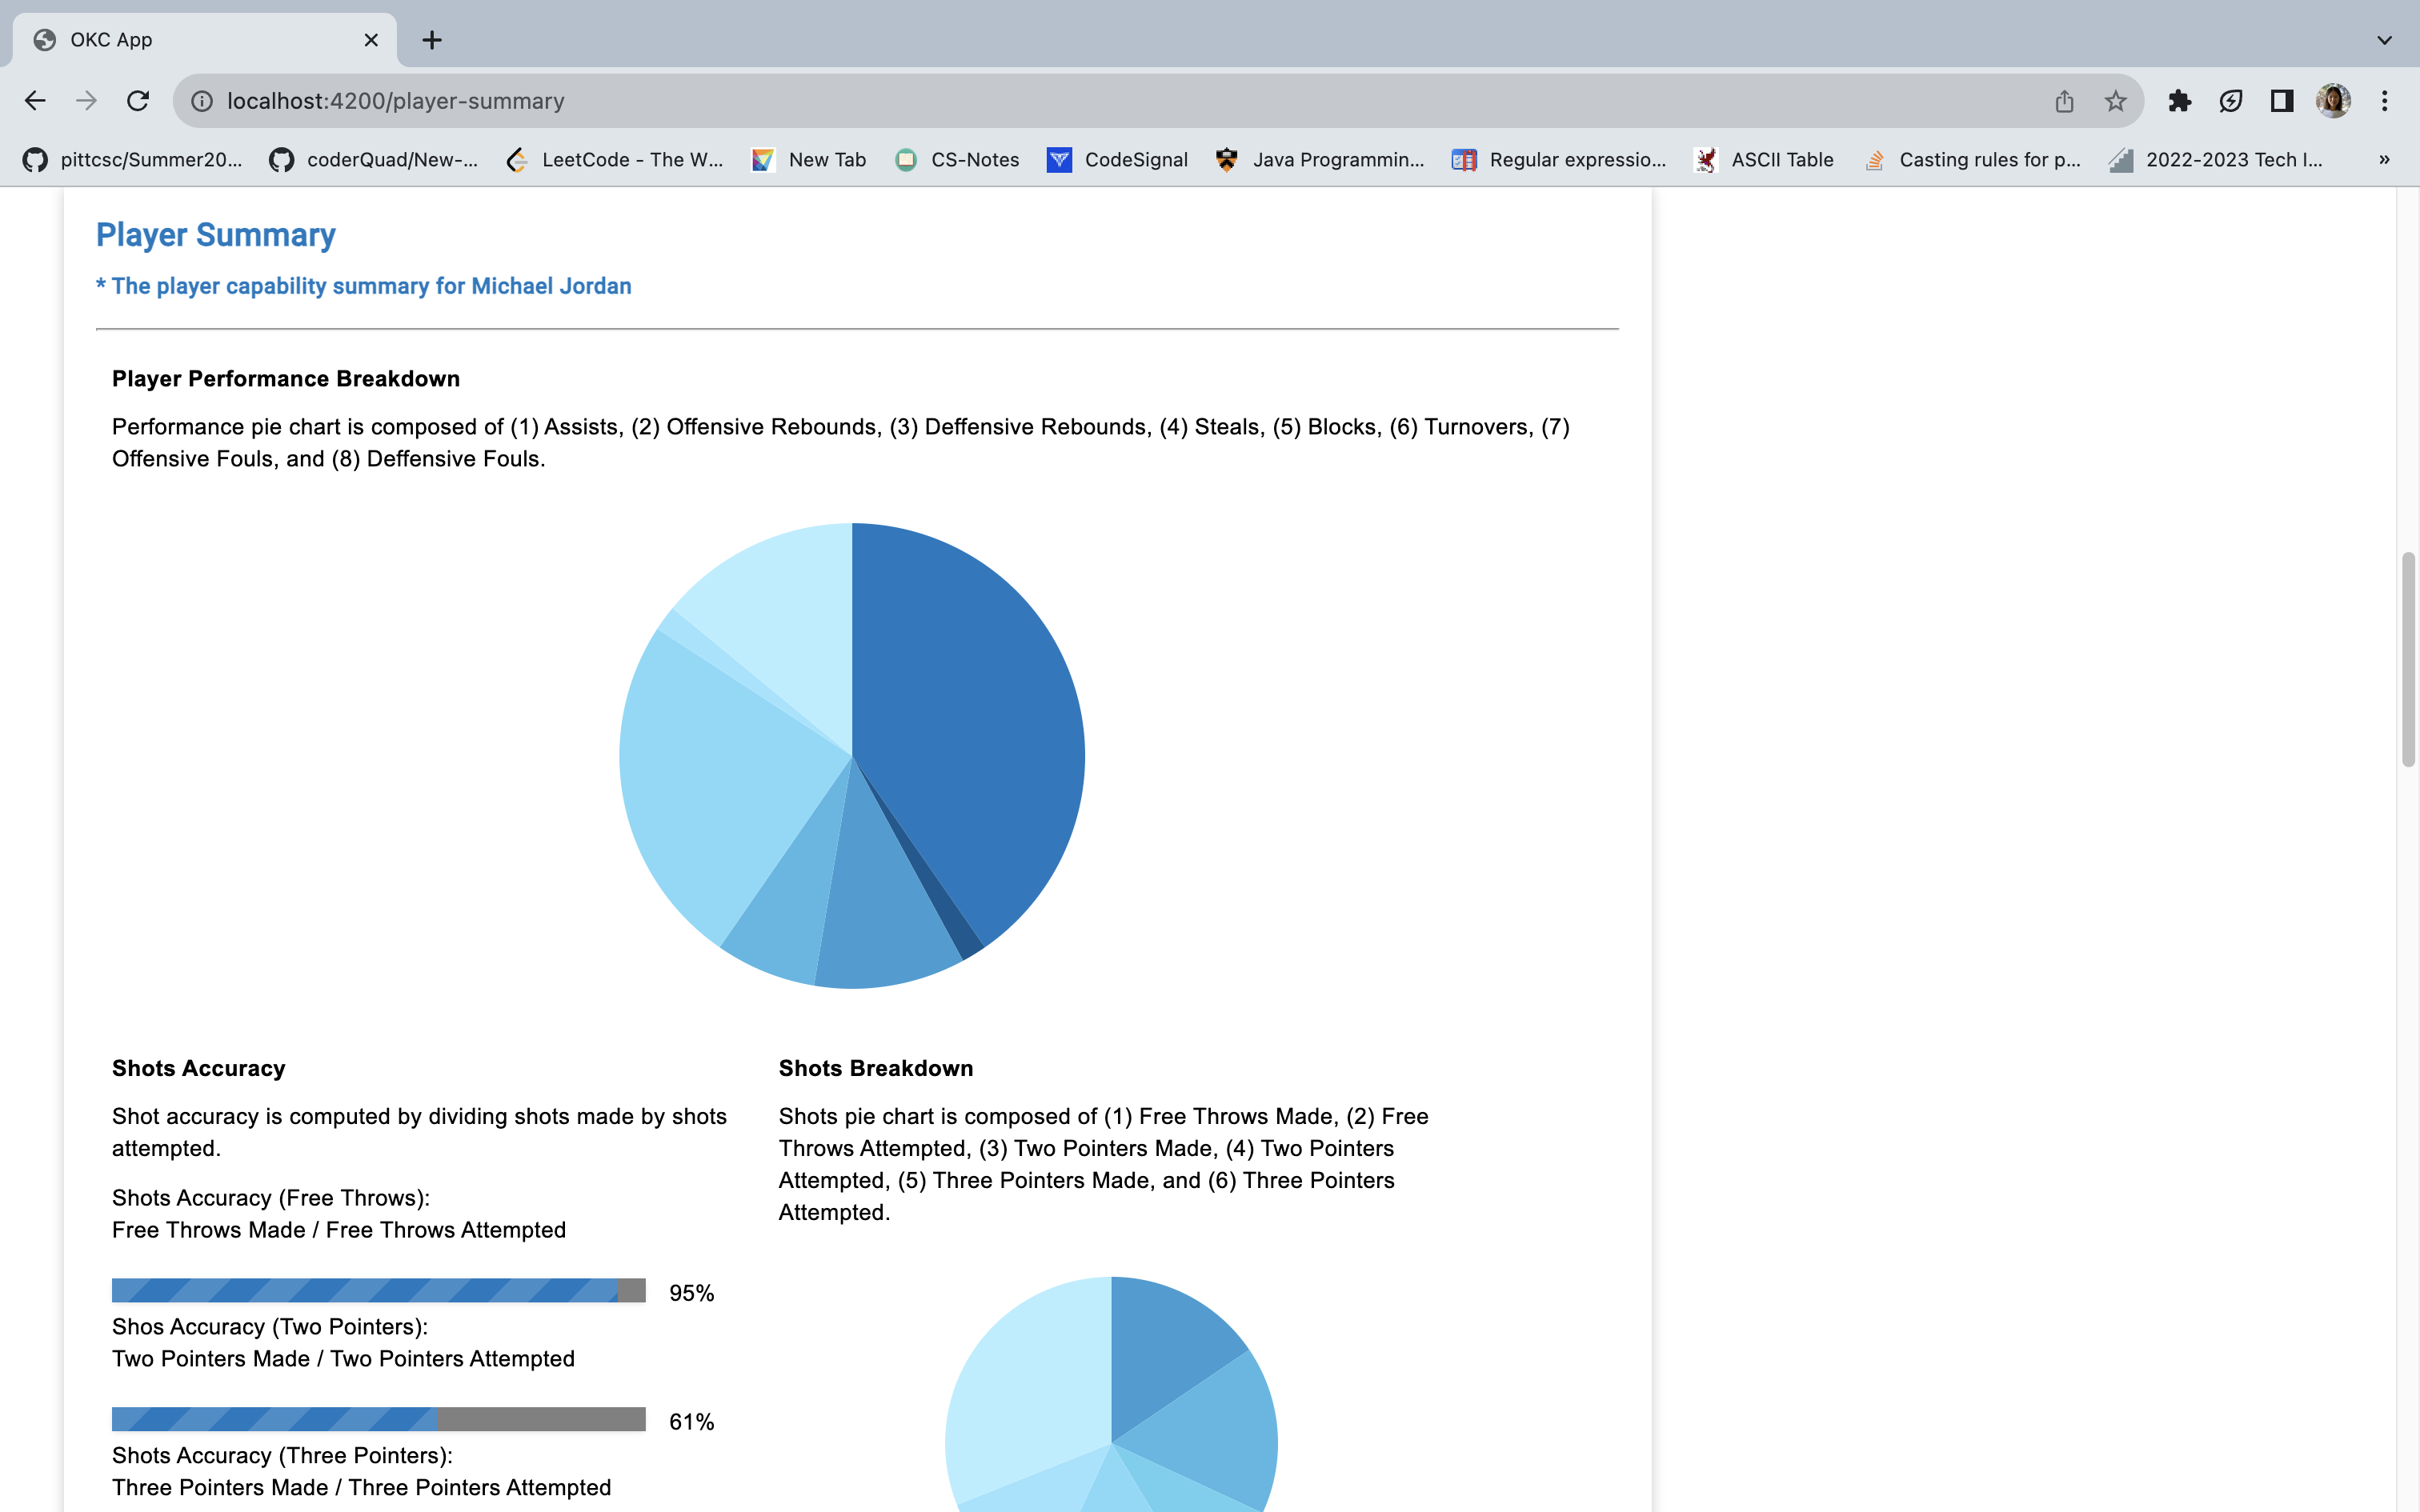 OKC App
localhost:4200/player-summary
pittcsc/Summer20...
coderQuad/New-...
LeetCode - The W...
New Tab
CS-Notes
CodeSignal
Java Programmin...
Regular expressio...
ASCII Table
Casting rules for p...
2022-2023 Tech I...
»
Player Summary
* The player capability summary for Michael Jordan
Player Performance Breakdown
Performance pie chart is composed of (1) Assists, (2) Offensive Rebounds, (3) Deffensive Rebounds, (4) Steals, (5) Blocks, (6) Turnovers, (7)
Offensive Fouls, and (8) Deffensive Fouls.
Shots Accuracy
Shot accuracy is computed by dividing shots made by shots
attempted.
Shots Accuracy (Free Throws):
Free Throws Made / Free Throws Attempted
95%
Shos Accuracy (Two Pointers):
Two Pointers Made / Two Pointers Attempted
61%
Shots Accuracy (Three Pointers):
Three Pointers Made / Three Pointers Attempted
Shots Breakdown
Shots pie chart is composed of (1) Free Throws Made, (2) Free
Throws Attempted, (3) Two Pointers Made, (4) Two Pointers
Attempted, (5) Three Pointers Made, and (6) Three Pointers
Attempted.